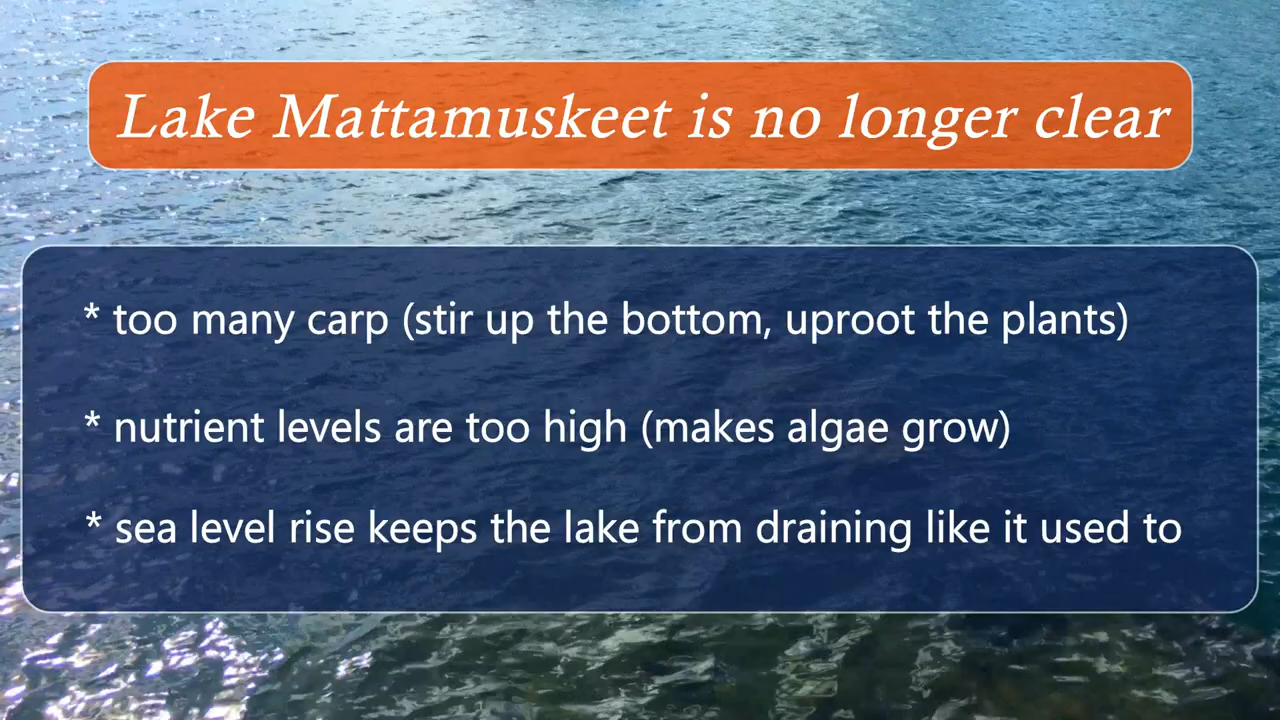 Lake Mattamuskeet is no longer clear
* too many carp (stir up the bottom, uproot the plants)
* nutrient levels are too high (makes algae grow)
* sea level rise keeps the lake from draining like it used to